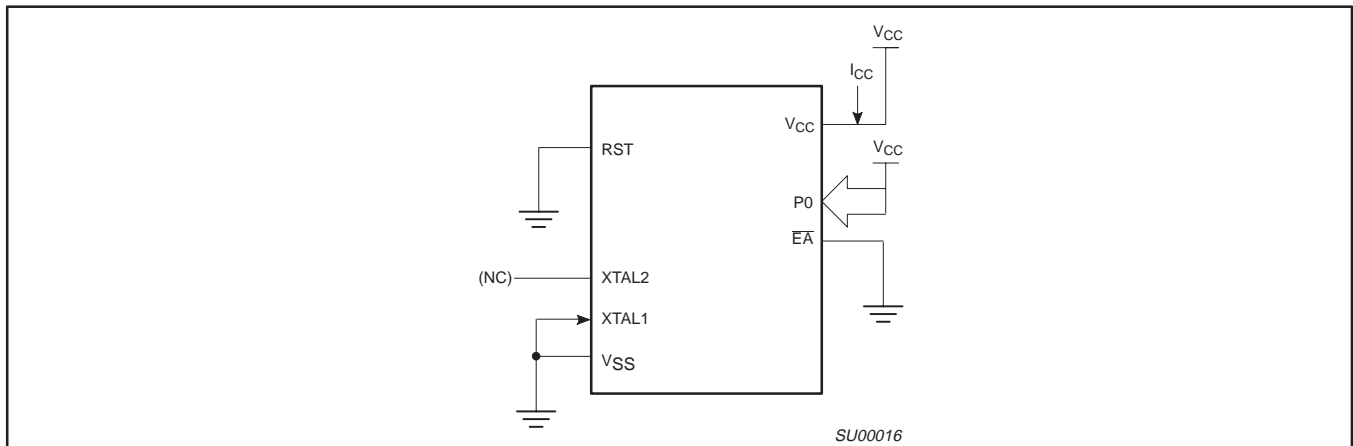 VCC
ICC
VCC
VCC
RST
P0
EA
(NC)
XTAL2
XTAL1
VSS
SU00016